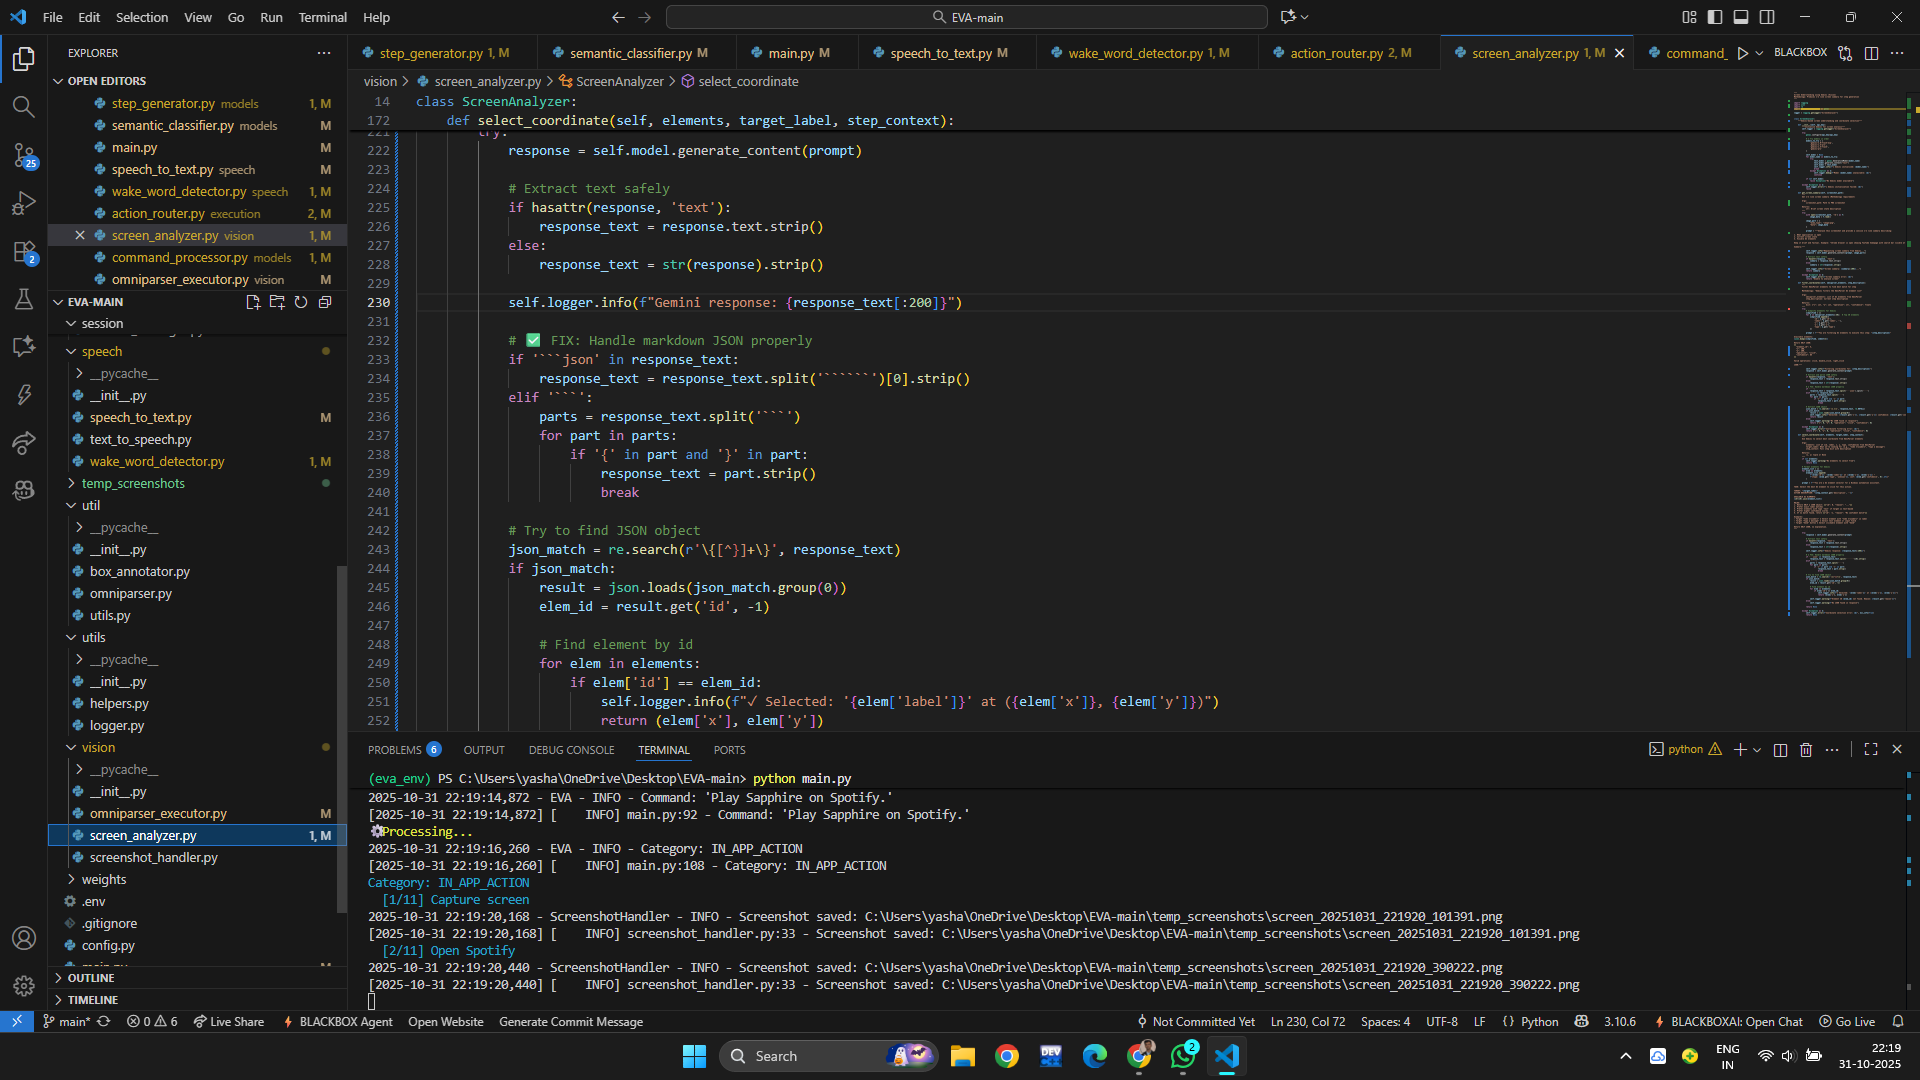 File Edit Selection View Go Run Terminal Help
EVA-main
EXPLORER
OPEN EDITORS
step_generator.py models 1, M
semantic_classifier.py models M
main.py M
speech_to_text.py speech M
wake_word_detector.py speech 1, M
action_router.py execution 2, M
screen_analyzer.py vision 1, M
command_processor.py models 1, M
omniparser_executor.py vision M
EVA-MAIN
session
speech
__pycache__
__init__.py
speech_to_text.py M
text_to_speech.py
wake_word_detector.py 1, M
temp_screenshots
util
__pycache__
__init__.py
box_annotator.py
omniparser.py
utils.py
utils
__pycache__
__init__.py
helpers.py
logger.py
vision
__pycache__
__init__.py
omniparser_executor.py M
screen_analyzer.py 1, M
screenshot_handler.py
weights
.env
.gitignore
config.py
OUTLINE
TIMELINE
25
2
step_generator.py 1, M semantic_classifier.py M main.py M speech_to_text.py M wake_word_detector.py 1, M action_router.py 2, M screen_analyzer.py 1, M command_ BLACKBOX
vision > screen_analyzer.py > ScreenAnalyzer > select_coordinate
14 class ScreenAnalyzer:
172 def select_coordinate(self, elements, target_label, step_context):
221 try:
222 response = self.model.generate_content(prompt)
223
224 # Extract text safely
225 if hasattr(response, 'text'):
226 response_text = response.text.strip()
227 else:
228 response_text = str(response).strip()
229
230 self.logger.info(f"Gemini response: {response_text[:200]}")
231
232 # ✅ FIX: Handle markdown JSON properly
233 if '```json' in response_text:
234 response_text = response_text.split('``````')[0].strip()
235 elif '```':
236 parts = response_text.split('```')
237 for part in parts:
238 if '{' in part and '}' in part:
239 response_text = part.strip()
240 break
241
242 # Try to find JSON object
243 json_match = re.search(r'\{[^}]+\}', response_text)
244 if json_match:
245 result = json.loads(json_match.group(0))
246 elem_id = result.get('id', -1)
247
248 # Find element by id
249 for elem in elements:
250 if elem['id'] == elem_id:
251 self.logger.info(f"✓ Selected: '{elem['label']}' at ({elem['x']}, {elem['y']})")
252 return (elem['x'], elem['y'])
PROBLEMS 6 OUTPUT DEBUG CONSOLE TERMINAL PORTS
python
(eva_env) PS C:\Users\yasha\OneDrive\Desktop\EVA-main> python main.py
2025-10-31 22:19:14,872 - EVA - INFO - Command: 'Play Sapphire on Spotify.'
[2025-10-31 22:19:14,872] [    INFO] main.py:92 - Command: 'Play Sapphire on Spotify.'
⚙Processing...
2025-10-31 22:19:16,260 - EVA - INFO - Category: IN_APP_ACTION
[2025-10-31 22:19:16,260] [    INFO] main.py:108 - Category: IN_APP_ACTION
Category: IN_APP_ACTION
[1/11] Capture screen
2025-10-31 22:19:20,168 - ScreenshotHandler - INFO - Screenshot saved: C:\Users\yasha\OneDrive\Desktop\EVA-main\temp_screenshots\screen_20251031_221920_101391.png
[2025-10-31 22:19:20,168] [    INFO] screenshot_handler.py:33 - Screenshot saved: C:\Users\yasha\OneDrive\Desktop\EVA-main\temp_screenshots\screen_20251031_221920_101391.png
[2/11] Open Spotify
2025-10-31 22:19:20,440 - ScreenshotHandler - INFO - Screenshot saved: C:\Users\yasha\OneDrive\Desktop\EVA-main\temp_screenshots\screen_20251031_221920_390222.png
[2025-10-31 22:19:20,440] [    INFO] screenshot_handler.py:33 - Screenshot saved: C:\Users\yasha\OneDrive\Desktop\EVA-main\temp_screenshots\screen_20251031_221920_390222.png
main* 0 6 Live Share BLACKBOX Agent Open Website Generate Commit Message Not Committed Yet Ln 230, Col 72 Spaces: 4 UTF-8 LF Python 3.10.6 BLACKBOXAI: Open Chat Go Live
Search
DEV
2
ENG
IN
22:19
31-10-2025